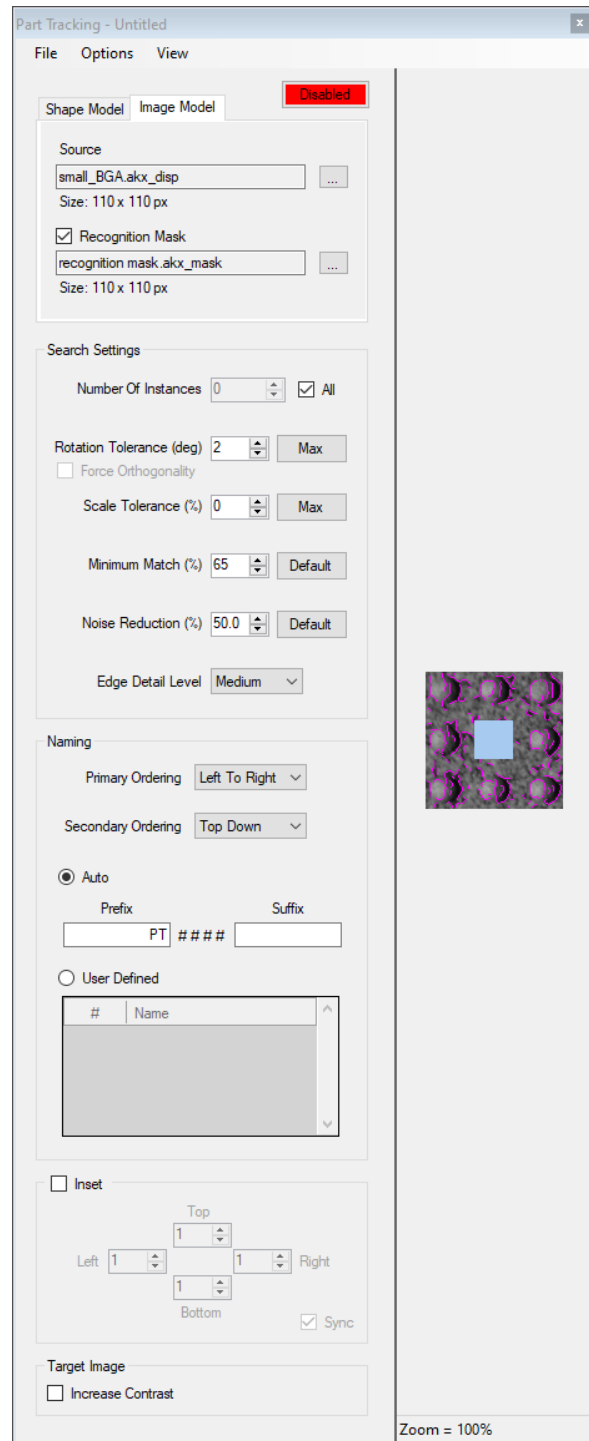 Part Tracking - Untitled
x
File Options View
Disabled
Shape Model Image Model
Source
small_BGA.akx_disp ...
Size: 110 x 110 px
Recognition Mask
recognition mask.akx_mask ...
Size: 110 x 110 px
Search Settings
Number Of Instances 0 All
Rotation Tolerance (deg) 2 Max
Force Orthogonality
Scale Tolerance (%) 0 Max
Minimum Match (%) 65 Default
Noise Reduction (%) 50.0 Default
Edge Detail Level Medium
Naming
Primary Ordering Left To Right
Secondary Ordering Top Down
Auto
Prefix Suffix
PT ####
User Defined
# Name
Inset
Top
1
Left 1 1 Right
1
Bottom
Sync
Target Image
Increase Contrast
Zoom = 100%